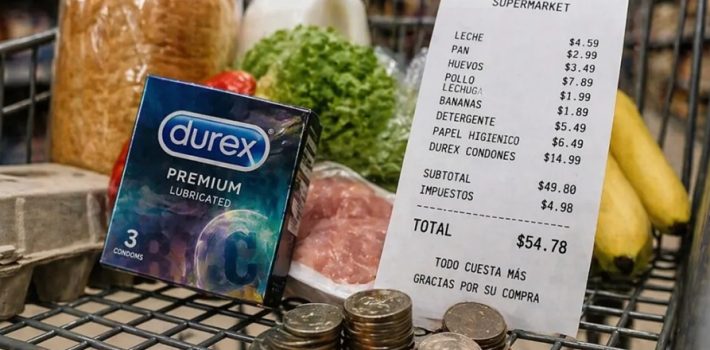 durex
PREMIUM
LUBRICATED
3
CONDOMS
SUPERMARKET
LECHE $4.59
PAN $2.99
HUEVOS $3.49
POLLO $7.89
LECHUGA $1.99
BANANAS $1.89
DETERGENTE $5.49
PAPEL HIGIENICO $6.49
DUREX CONDONES $14.99
SUBTOTAL $49.80
IMPUESTOS $4.98
TOTAL $54.78
TODO CUESTA MÁS
GRACIAS POR SU COMPRA